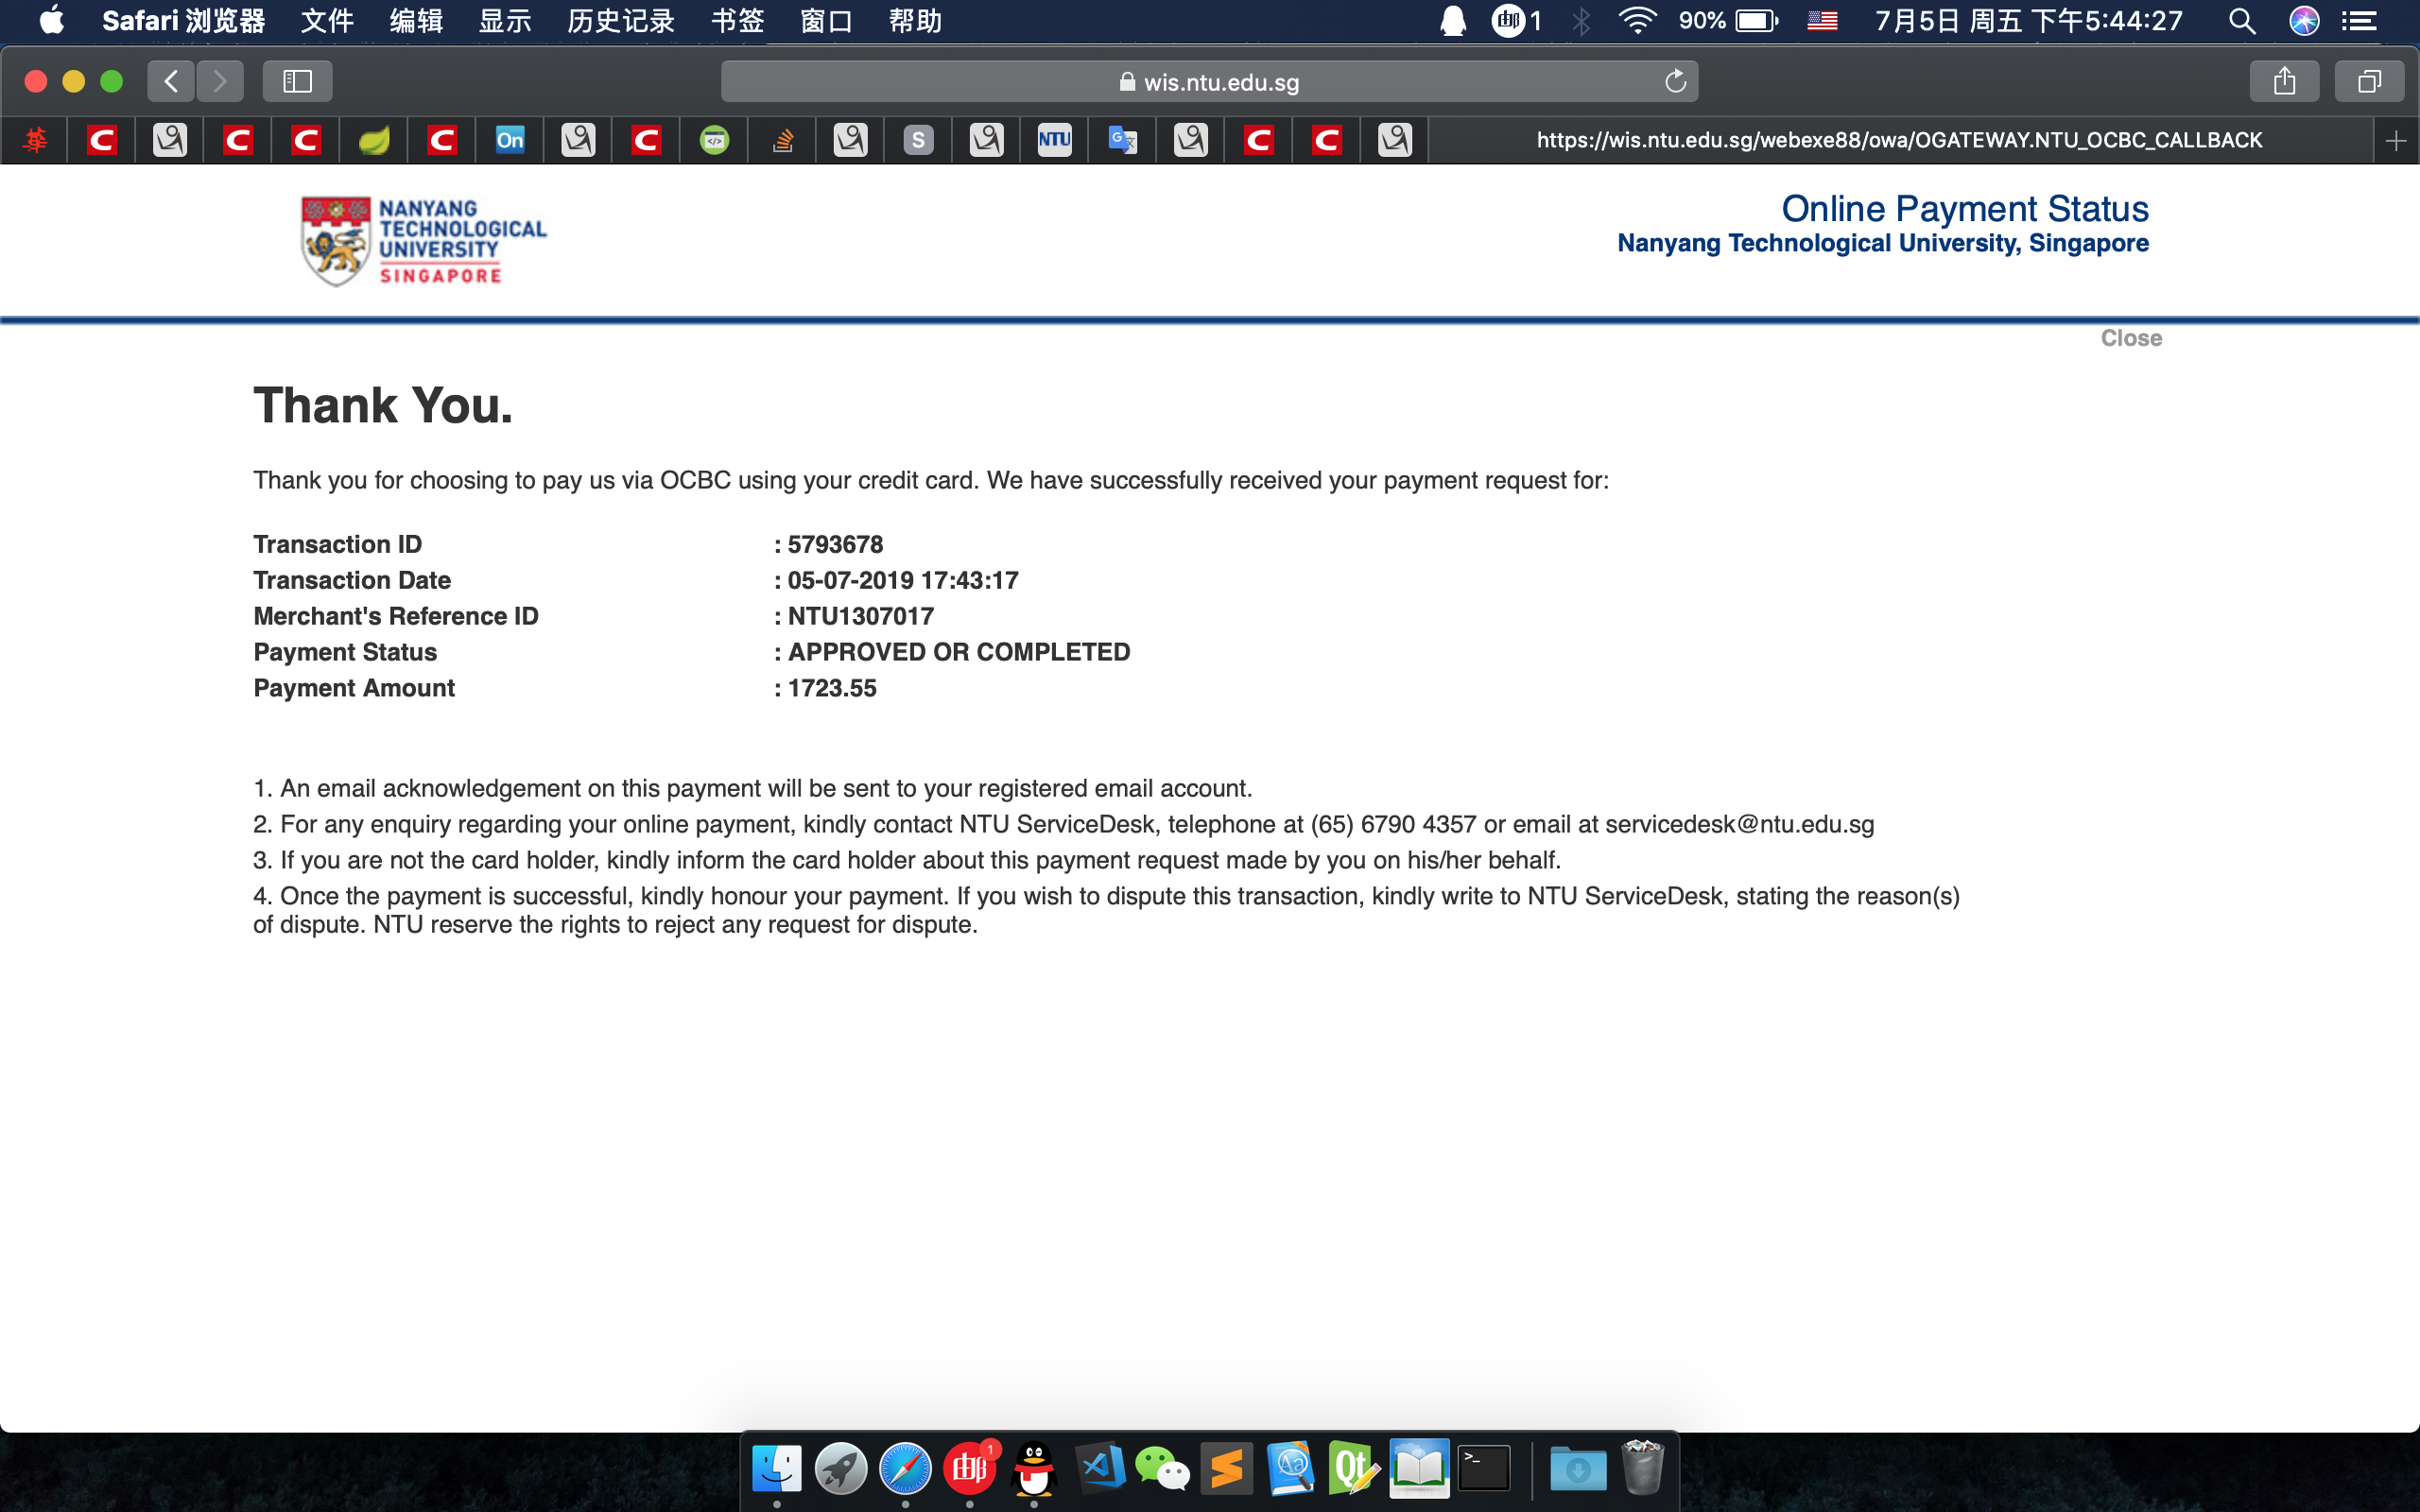 Safari 浏览器 文件 编辑 显示 历史记录 书签 窗口 帮助 邮 1 90% 7月5日 周五 下午5:44:27
wis.ntu.edu.sg
华 C C C C On C </> S NTU G 文 C C https://wis.ntu.edu.sg/webexe88/owa/OGATEWAY.NTU_OCBC_CALLBACK
NANYANG
TECHNOLOGICAL
UNIVERSITY
SINGAPORE
Online Payment Status
Nanyang Technological University, Singapore
Close
Thank You.
Thank you for choosing to pay us via OCBC using your credit card. We have successfully received your payment request for:
Transaction ID : 5793678
Transaction Date : 05-07-2019 17:43:17
Merchant's Reference ID : NTU1307017
Payment Status : APPROVED OR COMPLETED
Payment Amount : 1723.55
1. An email acknowledgement on this payment will be sent to your registered email account.
2. For any enquiry regarding your online payment, kindly contact NTU ServiceDesk, telephone at (65) 6790 4357 or email at servicedesk@ntu.edu.sg
3. If you are not the card holder, kindly inform the card holder about this payment request made by you on his/her behalf.
4. Once the payment is successful, kindly honour your payment. If you wish to dispute this transaction, kindly write to NTU ServiceDesk, stating the reason(s)
of dispute. NTU reserve the rights to reject any request for dispute.
邮 1 Aa Qt >_